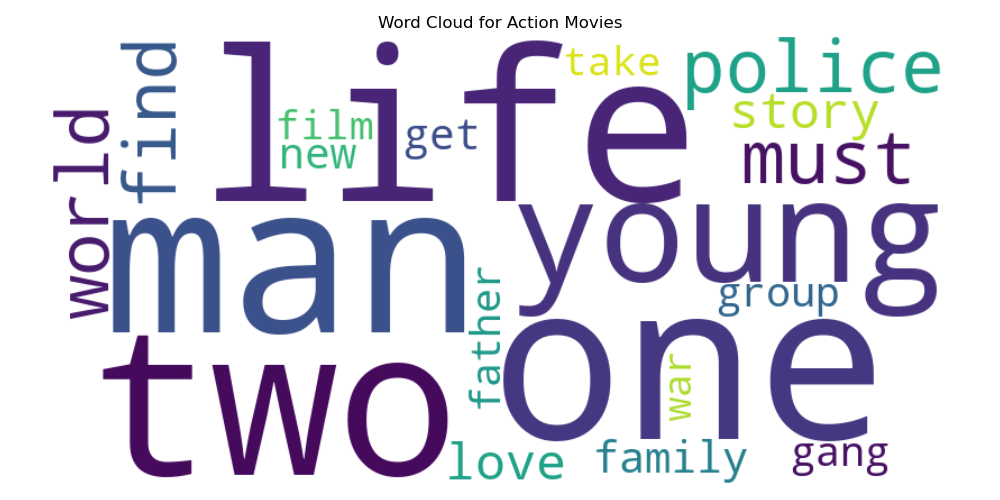 Word Cloud for Action Movies
life
take
police
find
film
get
story
new
must
world
man
young
group
father
two
one
war
love
family
gang